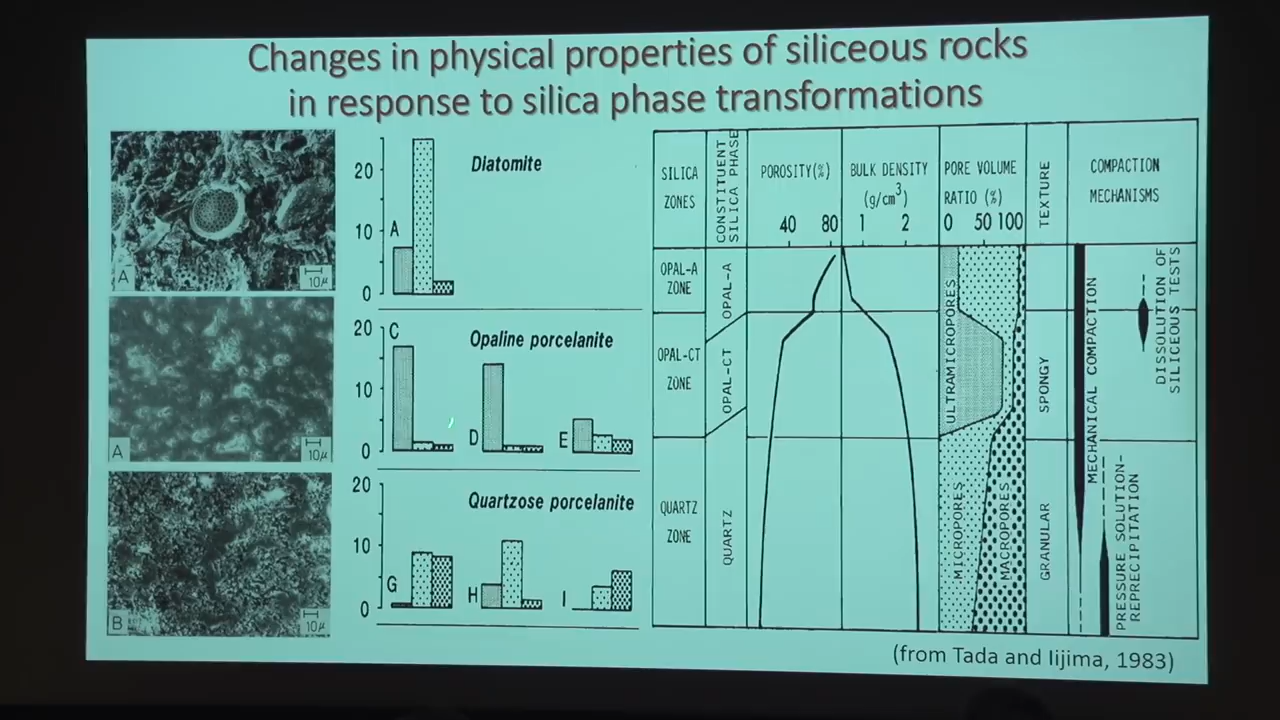 Changes in physical properties of siliceous rocks
in response to silica phase transformations
A
10µ
A
10µ
B
10µ
20
10
0
A
Diatomite
20
10
0
C
D
E
Opaline porcelanite
20
10
0
G
H
I
Quartzose porcelanite
SILICA
ZONES
CONSTITUENT
SILICA PHASE
POROSITY(%)
40 80
BULK DENSITY
(g/cm³)
1 2
PORE VOLUME
RATIO (%)
0 50 100
TEXTURE
COMPACTION
MECHANISMS
OPAL-A
ZONE
OPAL-A
OPAL-CT
ZONE
OPAL-CT
QUARTZ
ZONE
QUARTZ
ULTRAMICROPORES
MICROPORES
MACROPORES
SPONGY
GRANULAR
MECHANICAL COMPACTION
DISSOLUTION OF
SILICEOUS TESTS
PRESSURE SOLUTION-
REPRECIPITATION
(from Tada and Iijima, 1983)